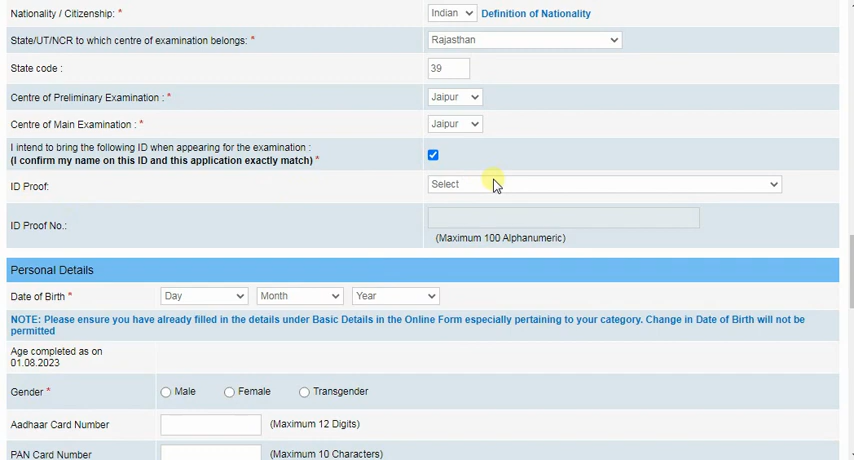 Nationality / Citizenship: * Indian Definition of Nationality
State/UT/NCR to which centre of examination belongs: * Rajasthan
State code : 39
Centre of Preliminary Examination : * Jaipur
Centre of Main Examination : * Jaipur
I intend to bring the following ID when appearing for the examination :
(I confirm my name on this ID and this application exactly match) *
ID Proof: Select
ID Proof No.:
(Maximum 100 Alphanumeric)
Personal Details
Date of Birth * Day Month Year
NOTE: Please ensure you have already filled in the details under Basic Details in the Online Form especially pertaining to your category. Change in Date of Birth will not be
permitted
Age completed as on
01.08.2023
Gender * Male Female Transgender
Aadhaar Card Number (Maximum 12 Digits)
PAN Card Number (Maximum 10 Characters)